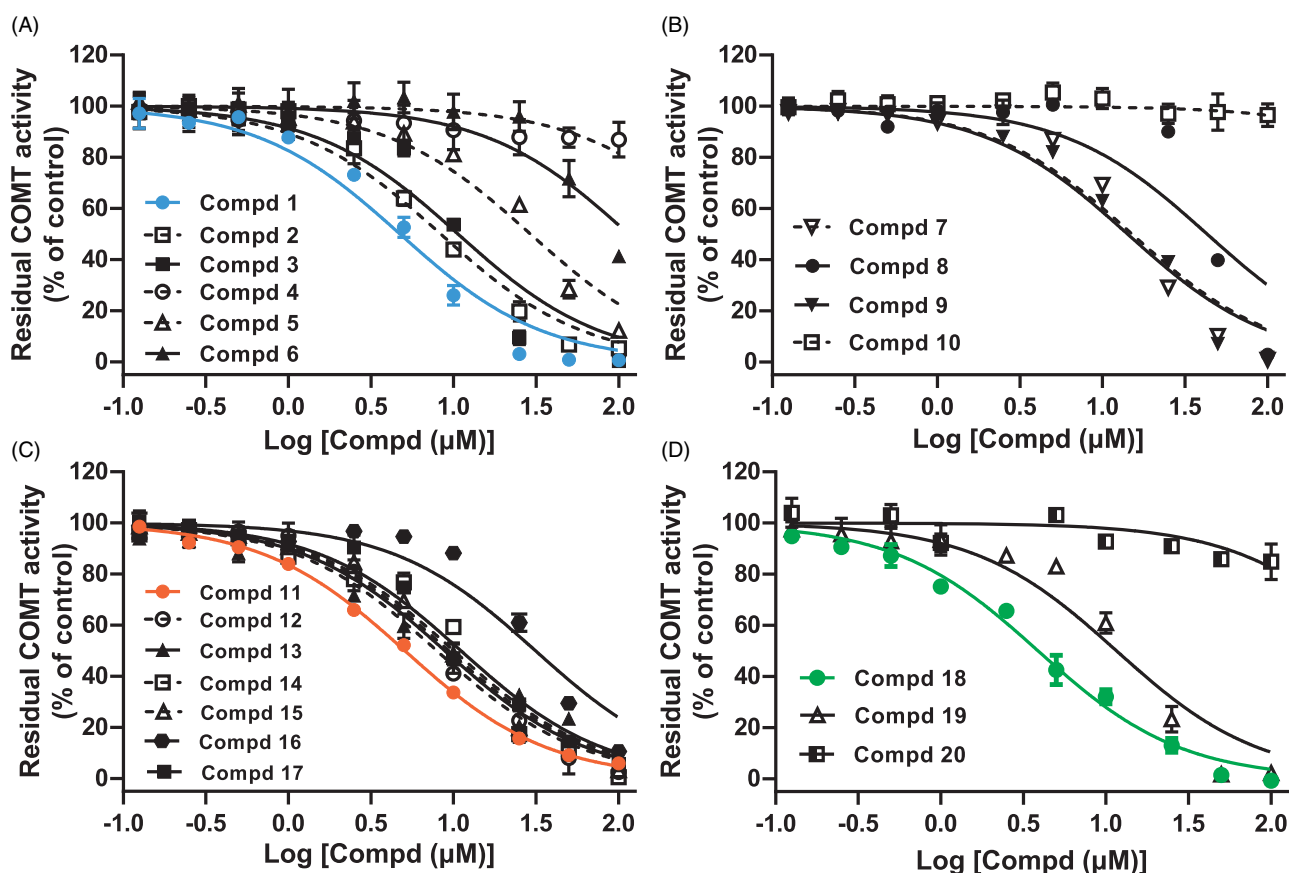 (A)
Residual COMT activity
(% of control)
120
100
80
60
40
20
0
Compd 1
Compd 2
Compd 3
Compd 4
Compd 5
Compd 6
-1.0 -0.5 0.0 0.5 1.0 1.5 2.0
Log [Compd (µM)]
(B)
Residual COMT activity
(% of control)
120
100
80
60
40
20
0
Compd 7
Compd 8
Compd 9
Compd 10
-1.0 -0.5 0.0 0.5 1.0 1.5 2.0
Log [Compd (µM)]
(C)
Residual COMT activity
(% of control)
120
100
80
60
40
20
0
Compd 11
Compd 12
Compd 13
Compd 14
Compd 15
Compd 16
Compd 17
-1.0 -0.5 0.0 0.5 1.0 1.5 2.0
Log [Compd (µM)]
(D)
Residual COMT activity
(% of control)
120
100
80
60
40
20
0
Compd 18
Compd 19
Compd 20
-1.0 -0.5 0.0 0.5 1.0 1.5 2.0
Log [Compd (µM)]